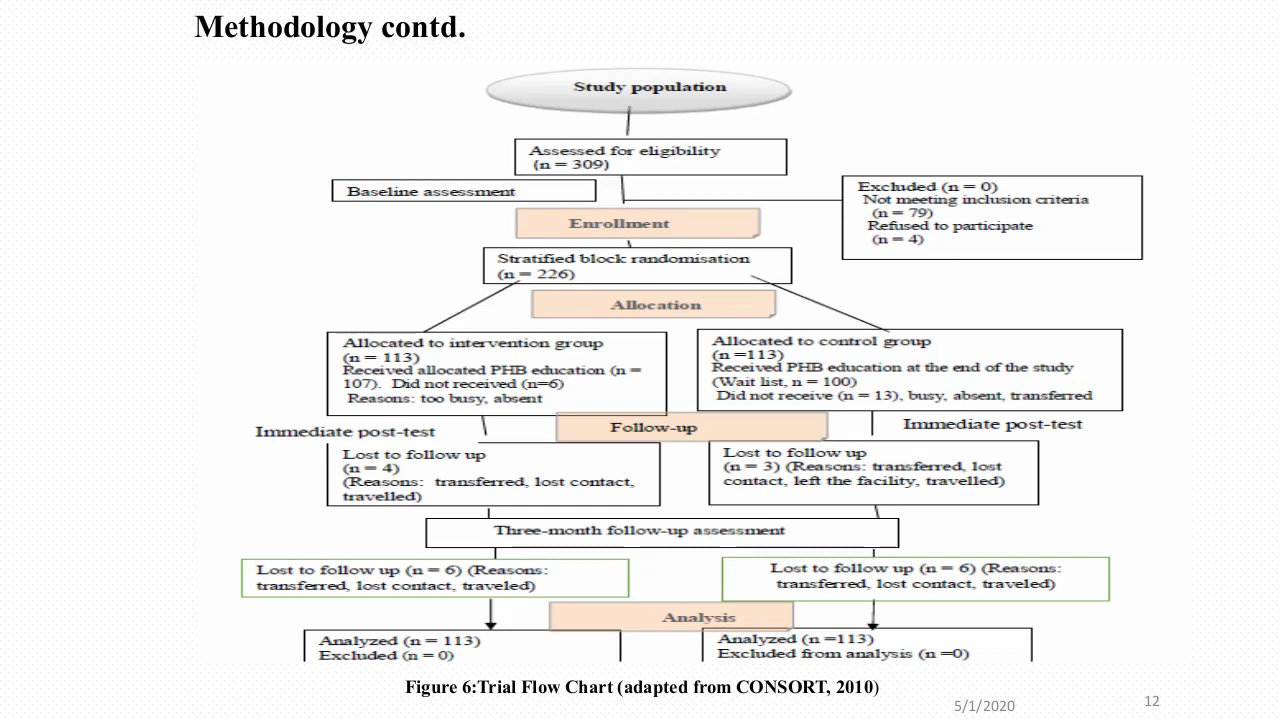 Methodology contd.
Study population
Assessed for eligibility
(n = 309)
Baseline assessment
Excluded (n = 0)
Not meeting inclusion criteria
(n = 79)
Refused to participate
(n = 4)
Enrollment
Stratified block randomisation
(n = 226)
Allocation
Allocated to intervention group
(n = 113)
Received allocated PHB education (n =
107). Did not received (n=6)
Reasons: too busy, absent
Allocated to control group
(n =113)
Received PHB education at the end of the study
(Wait list, n = 100)
Did not receive (n = 13), busy, absent, transferred
Follow-up
Immediate post-test
Immediate post-test
Lost to follow up
(n = 4)
(Reasons: transferred, lost contact,
travelled)
Lost to follow up
(n = 3) (Reasons: transferred, lost
contact, left the facility, travelled)
Three-month follow-up assessment
Lost to follow up (n = 6) (Reasons:
transferred, lost contact, traveled)
Lost to follow up (n = 6) (Reasons:
transferred, lost contact, traveled)
Analysis
Analyzed (n = 113)
Excluded (n = 0)
Analyzed (n =113)
Excluded from analysis (n =0)
Figure 6:Trial Flow Chart (adapted from CONSORT, 2010)
5/1/2020
12